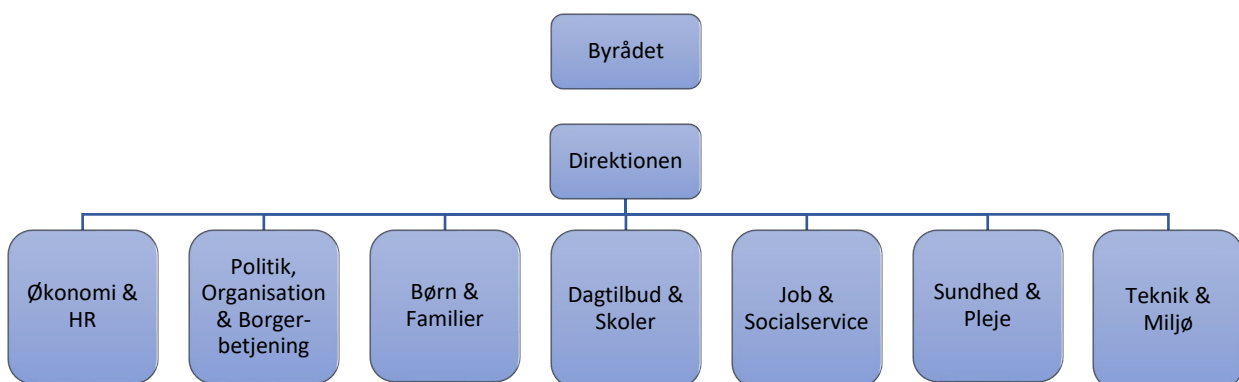 Byrådet
Direktionen
Økonomi &
HR
Politik,
Organisation
& Borger-
betjening
Børn &
Familier
Dagtilbud &
Skoler
Job &
Socialservice
Sundhed &
Pleje
Teknik &
Miljø